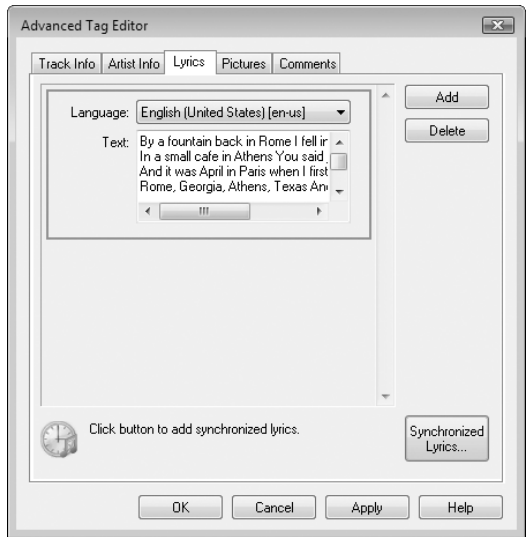 Advanced Tag Editor
Track Info Artist Info Lyrics Pictures Comments
Language: English (United States) [en-us]
Add
Delete
Text: By a fountain back in Rome I fell ir
In a small cafe in Athens You said
And it was April in Paris when I first
Rome, Georgia, Athens, Texas An
Click button to add synchronized lyrics.
Synchronized
Lyrics...
OK Cancel Apply Help